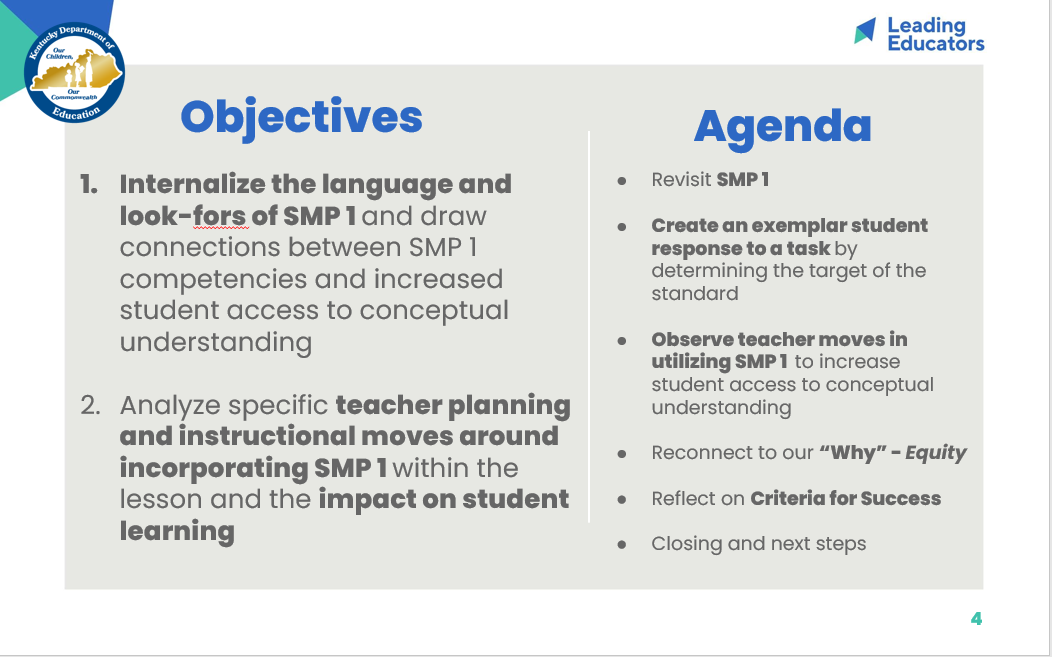 Kentucky Department of
Our
Children,
Our
Commonwealth
Education
Leading
Educators
Objectives
1. Internalize the language and
look-fors of SMP 1 and draw
connections between SMP 1
competencies and increased
student access to conceptual
understanding
2. Analyze specific teacher planning
and instructional moves around
incorporating SMP 1 within the
lesson and the impact on student
learning
Agenda
● Revisit SMP 1
● Create an exemplar student
response to a task by
determining the target of the
standard
● Observe teacher moves in
utilizing SMP 1 to increase
student access to conceptual
understanding
● Reconnect to our “Why” - Equity
● Reflect on Criteria for Success
● Closing and next steps
4